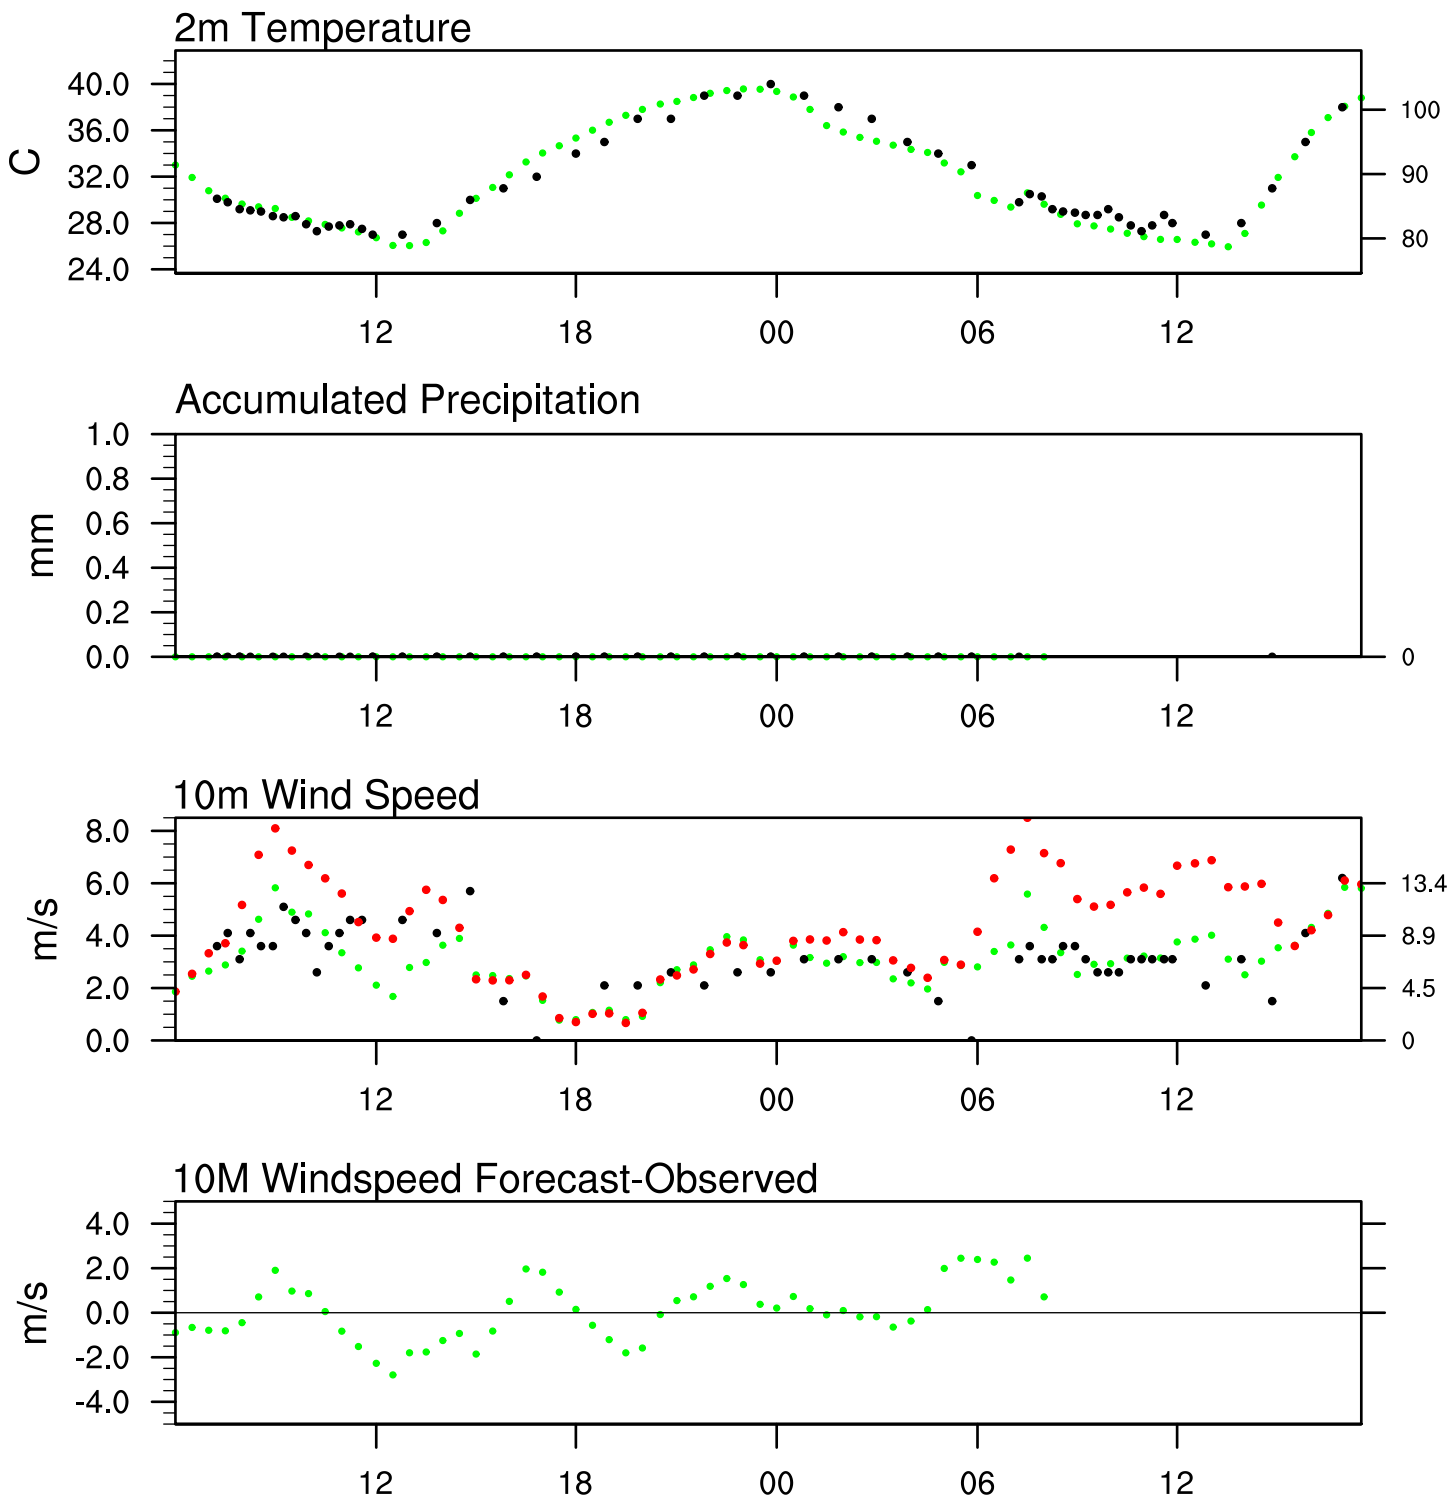 2m Temperature
40.0
36.0
32.0
28.0
24.0
C
100
90
80
12 18 00 06 12
Accumulated Precipitation
1.0
0.8
0.6
0.4
0.2
0.0
mm
0
12 18 00 06 12
10m Wind Speed
8.0
6.0
4.0
2.0
0.0
m/s
13.4
8.9
4.5
0
12 18 00 06 12
10M Windspeed Forecast-Observed
4.0
2.0
0.0
-2.0
-4.0
m/s
12 18 00 06 12